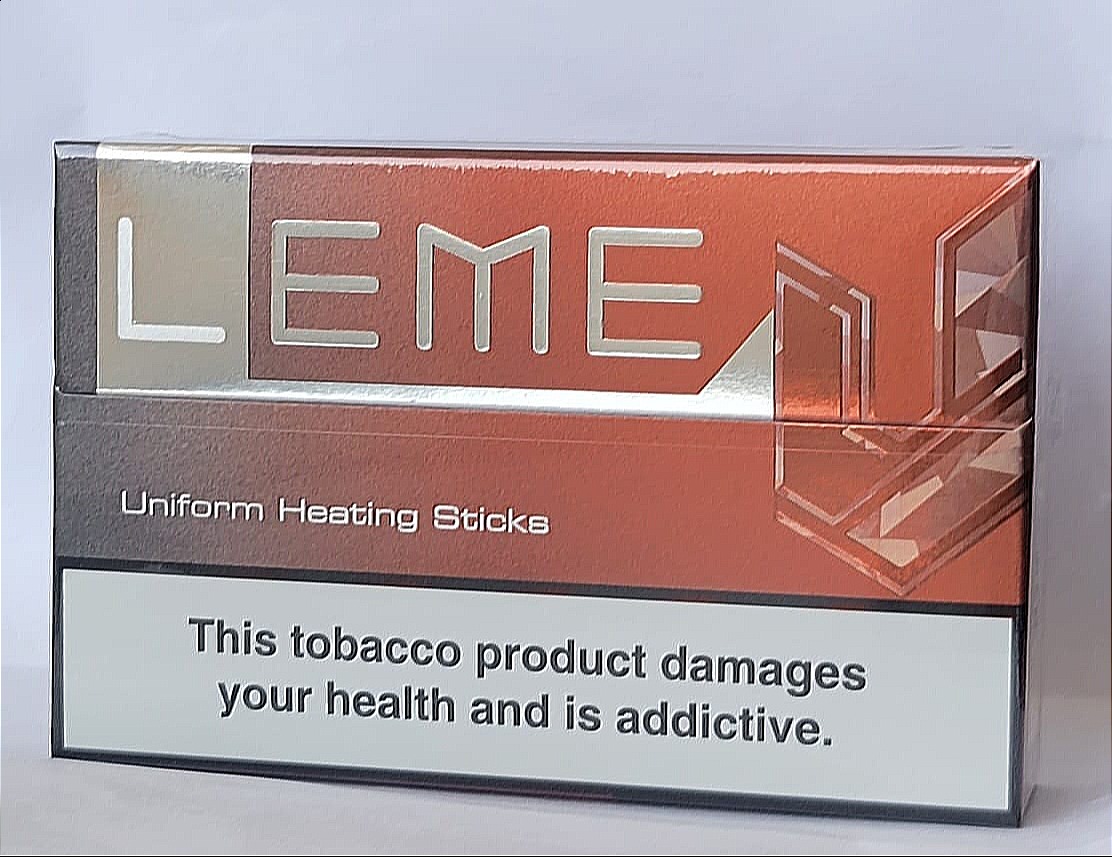 LEME
Uniform Heating Sticks
This tobacco product damages
your health and is addictive.